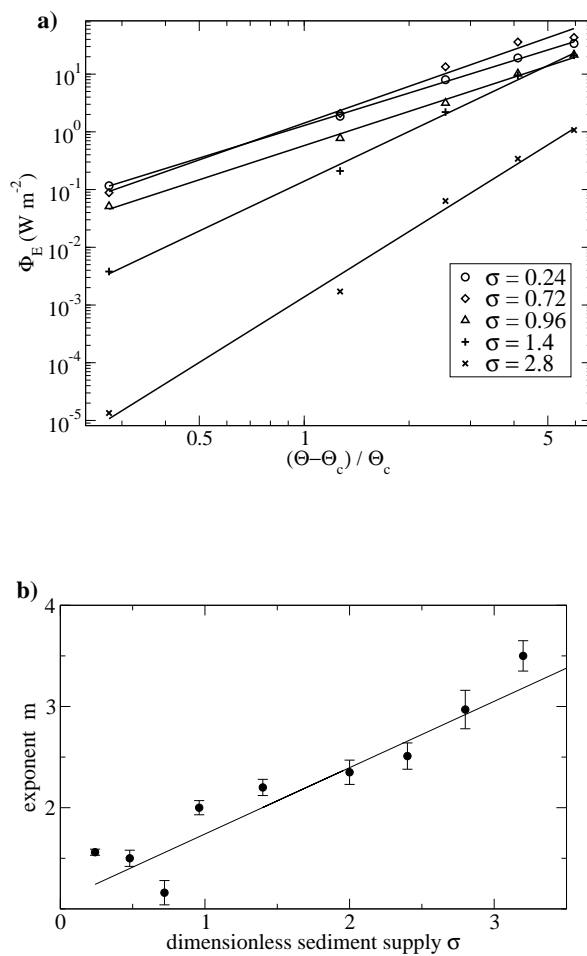 a)
10^1
10^0
10^-1
10^-2
10^-3
10^-4
10^-5
Φ_E (W m^-2)
σ = 0.24
σ = 0.72
σ = 0.96
σ = 1.4
σ = 2.8
0.5 1 5
(Θ−Θ_c) / Θ_c
b)
4
3
2
exponent m
0 1 2 3
dimensionless sediment supply σ